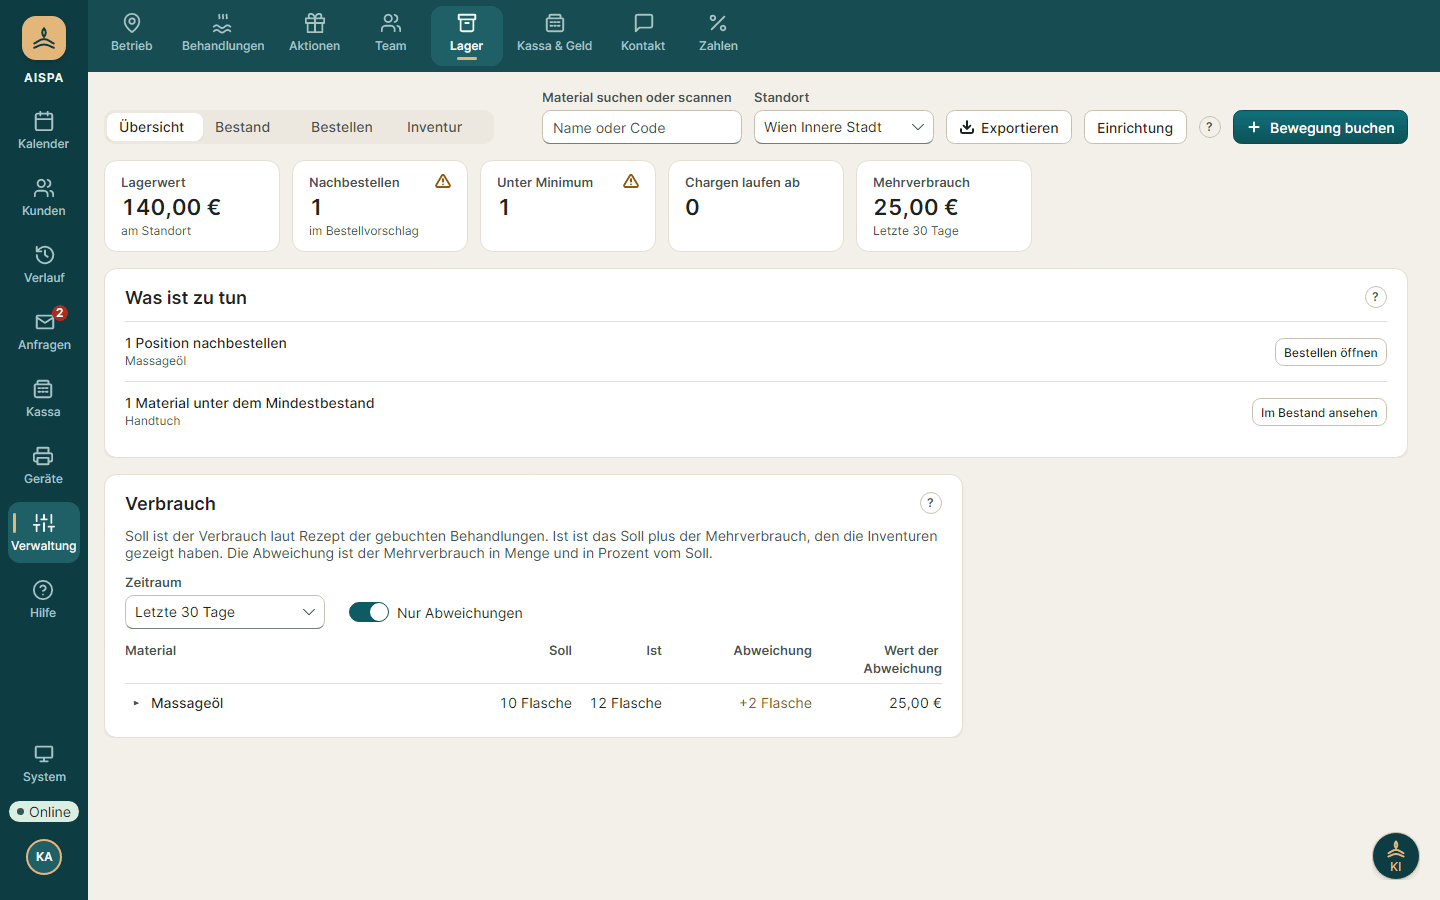 AISPA
Kalender
Kunden
Verlauf
2
Anfragen
Kassa
Geräte
Verwaltung
Hilfe
System
Online
KA
Betrieb
Behandlungen
Aktionen
Team
Lager
Kassa & Geld
Kontakt
Zahlen
Übersicht
Bestand
Bestellen
Inventur
Material suchen oder scannen
Name oder Code
Standort
Wien Innere Stadt
Exportieren
Einrichtung
?
+ Bewegung buchen
Lagerwert
140,00 €
am Standort
Nachbestellen
1
im Bestellvorschlag
Unter Minimum
1
Chargen laufen ab
0
Mehrverbrauch
25,00 €
Letzte 30 Tage
Was ist zu tun
?
1 Position nachbestellen
Massageöl
Bestellen öffnen
1 Material unter dem Mindestbestand
Handtuch
Im Bestand ansehen
Verbrauch
?
Soll ist der Verbrauch laut Rezept der gebuchten Behandlungen. Ist ist das Soll plus der Mehrverbrauch, den die Inventuren
gezeigt haben. Die Abweichung ist der Mehrverbrauch in Menge und in Prozent vom Soll.
Zeitraum
Letzte 30 Tage
Nur Abweichungen
Material Soll Ist Abweichung Wert der
Abweichung
Massageöl 10 Flasche 12 Flasche +2 Flasche 25,00 €
KI